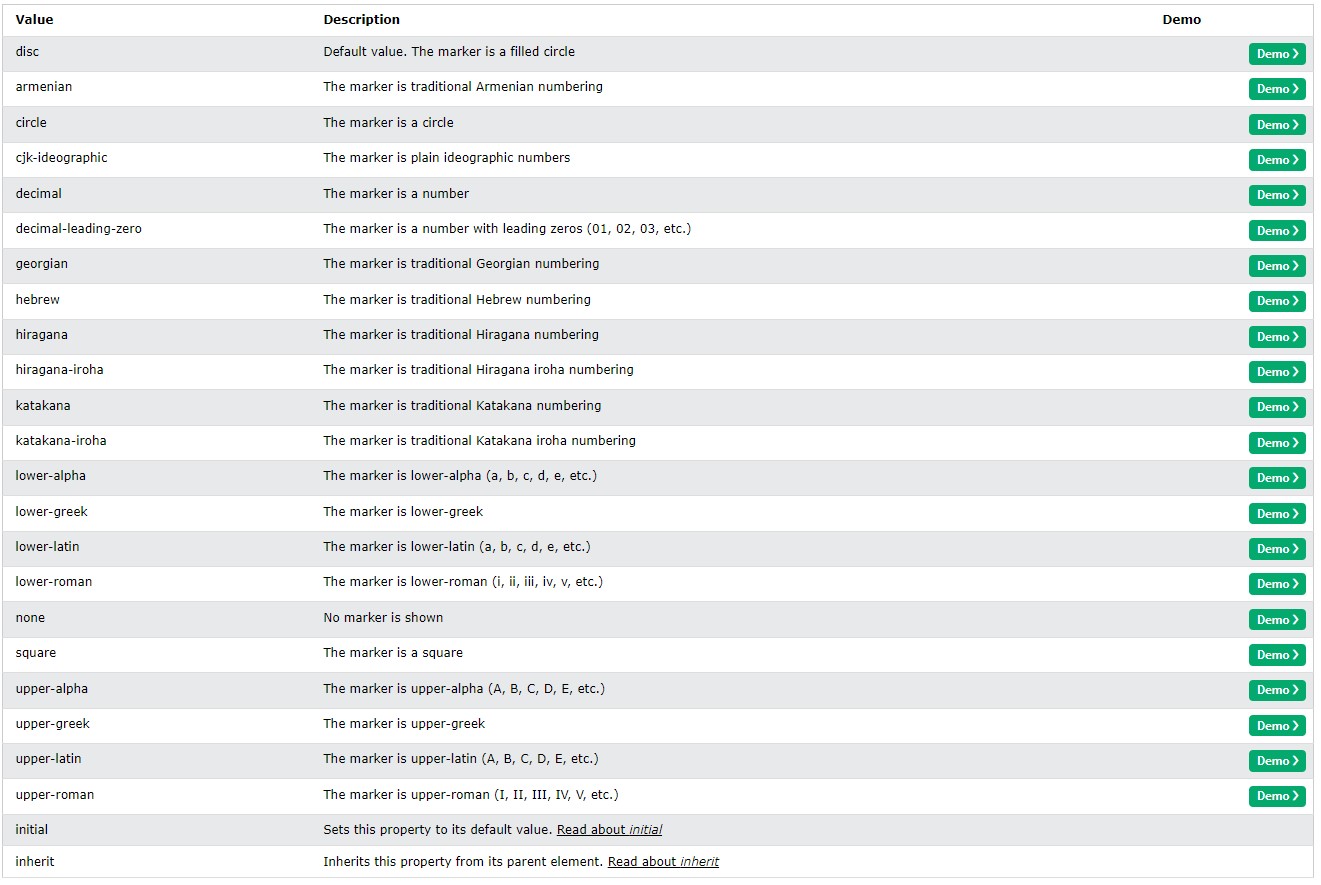 Value Description Demo
disc Default value. The marker is a filled circle Demo ❯
armenian The marker is traditional Armenian numbering Demo ❯
circle The marker is a circle Demo ❯
cjk-ideographic The marker is plain ideographic numbers Demo ❯
decimal The marker is a number Demo ❯
decimal-leading-zero The marker is a number with leading zeros (01, 02, 03, etc.) Demo ❯
georgian The marker is traditional Georgian numbering Demo ❯
hebrew The marker is traditional Hebrew numbering Demo ❯
hiragana The marker is traditional Hiragana numbering Demo ❯
hiragana-iroha The marker is traditional Hiragana iroha numbering Demo ❯
katakana The marker is traditional Katakana numbering Demo ❯
katakana-iroha The marker is traditional Katakana iroha numbering Demo ❯
lower-alpha The marker is lower-alpha (a, b, c, d, e, etc.) Demo ❯
lower-greek The marker is lower-greek Demo ❯
lower-latin The marker is lower-latin (a, b, c, d, e, etc.) Demo ❯
lower-roman The marker is lower-roman (i, ii, iii, iv, v, etc.) Demo ❯
none No marker is shown Demo ❯
square The marker is a square Demo ❯
upper-alpha The marker is upper-alpha (A, B, C, D, E, etc.) Demo ❯
upper-greek The marker is upper-greek Demo ❯
upper-latin The marker is upper-latin (A, B, C, D, E, etc.) Demo ❯
upper-roman The marker is upper-roman (I, II, III, IV, V, etc.) Demo ❯
initial Sets this property to its default value. Read about initial
inherit Inherits this property from its parent element. Read about inherit